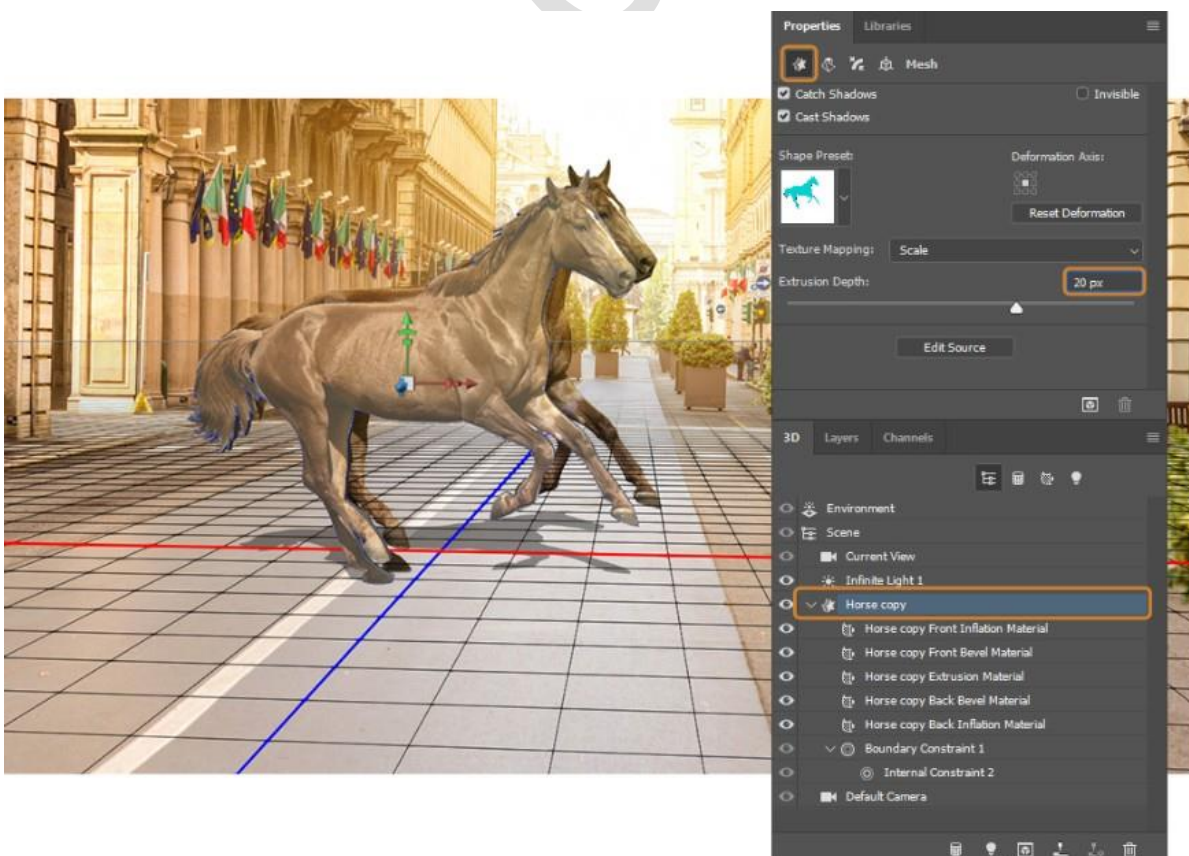 Properties Libraries
Mesh
Catch Shadows Invisible
Cast Shadows
Shape Preset: Deformation Axis:
Reset Deformation
Texture Mapping: Scale
Extrusion Depth: 20 px
Edit Source
3D Layers Channels
Environment
Scene
Current View
Infinite Light 1
Horse copy
Horse copy Front Inflation Material
Horse copy Front Bevel Material
Horse copy Extrusion Material
Horse copy Back Bevel Material
Horse copy Back Inflation Material
Boundary Constraint 1
Internal Constraint 2
Default Camera